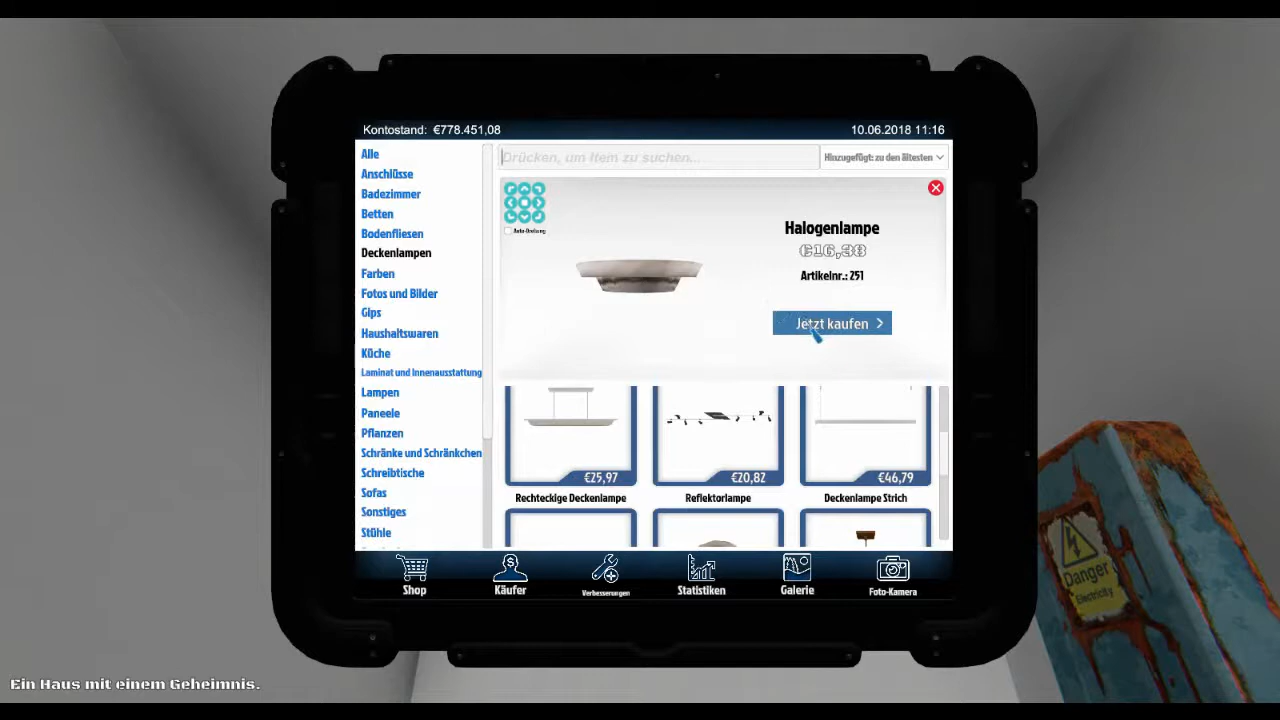 Kontostand: €778.451,08
10.06.2018 11:16
Alle
Anschlüsse
Badezimmer
Betten
Bodenfliesen
Deckenlampen
Farben
Fotos und Bilder
Gips
Haushaltswaren
Küche
Laminat und Innenausstattung
Lampen
Paneele
Pflanzen
Schränke und Schränkchen
Schreibtische
Sofas
Sonstiges
Stühle
Drücken, um Item zu suchen...
Hinzugefügt: zu den ältesten
Auto-Drehung
Halogenlampe
€16,38
Artikelnr.: 251
Jetzt kaufen
€25,97
€20,82
€46,79
Rechteckige Deckenlampe
Reflektorlampe
Deckenlampe Strich
Shop
Käufer
Verbesserungen
Statistiken
Galerie
Foto-Kamera
Danger
Electricity
Ein Haus mit einem Geheimnis.